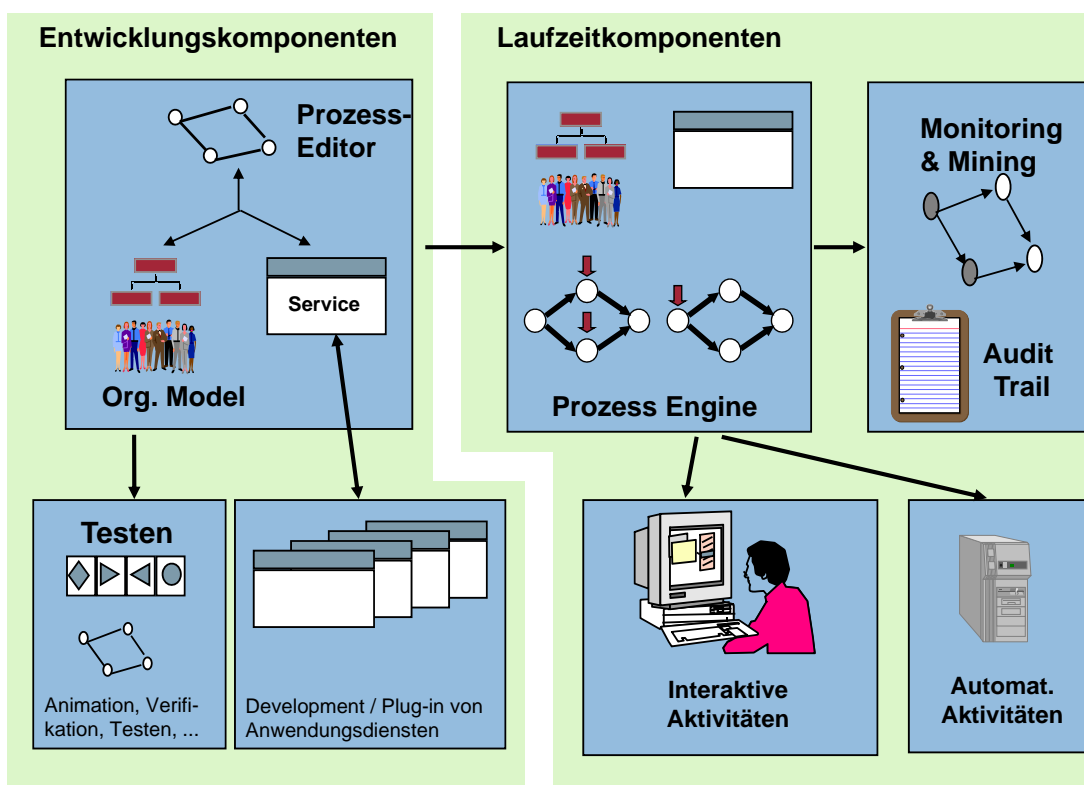 Entwicklungskomponenten
Prozess-
Editor
Service
Org. Model
Testen
Animation, Verifi-
kation, Testen, ...
Development / Plug-in von
Anwendungsdiensten
Laufzeitkomponenten
Prozess Engine
Monitoring
& Mining
Audit
Trail
Interaktive
Aktivitäten
Automat.
Aktivitäten